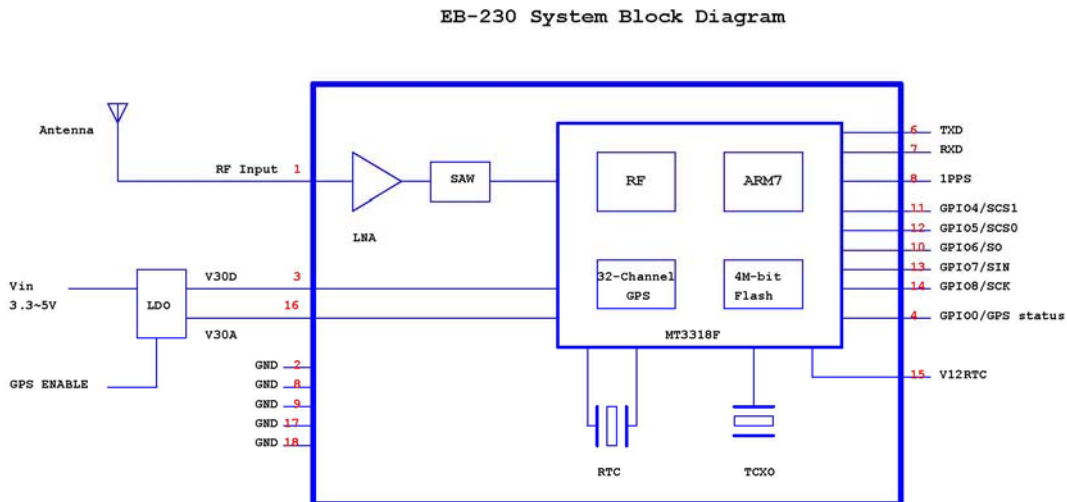 EB-230 System Block Diagram
Antenna
RF Input 1
LNA
SAW
RF
ARM7
32-Channel
GPS
4M-bit
Flash
MT3318F
6 TXD
7 RXD
8 1PPS
11 GPIO4/SCS1
12 GPIO5/SCS0
10 GPIO6/SO
13 GPIO7/SIN
14 GPIO8/SCK
4 GPIO0/GPS status
15 V12RTC
Vin
3.3~5V
LDO
V30D 3
16
V30A
GPS ENABLE
GND 2
GND 8
GND 9
GND 17
GND 18
RTC
TCXO